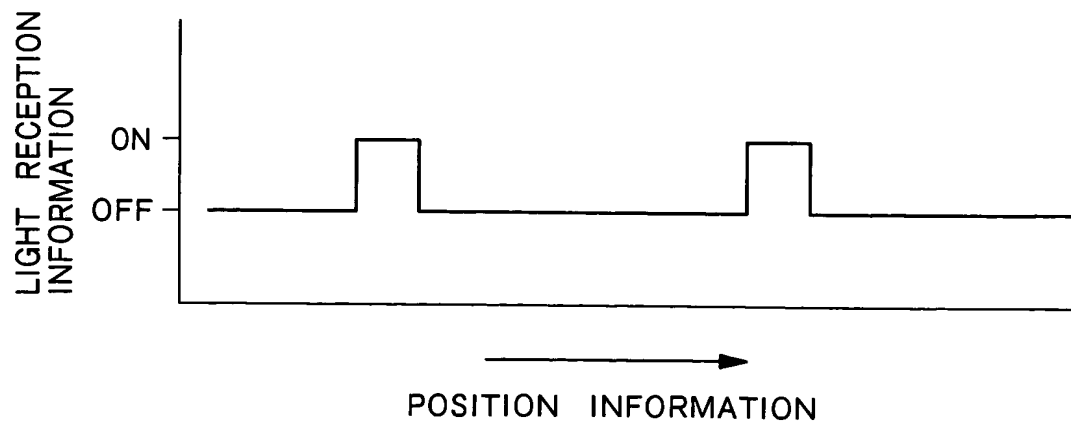 LIGHT RECEPTION
INFORMATION
ON
OFF
POSITION INFORMATION